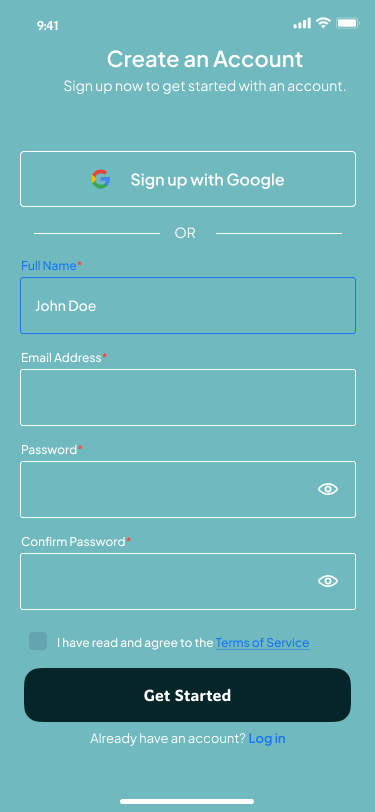 9:41
Create an Account
Sign up now to get started with an account.
Sign up with Google
OR
Full Name*
John Doe
Email Address*
Password*
Confirm Password*
I have read and agree to the Terms of Service
Get Started
Already have an account? Log in